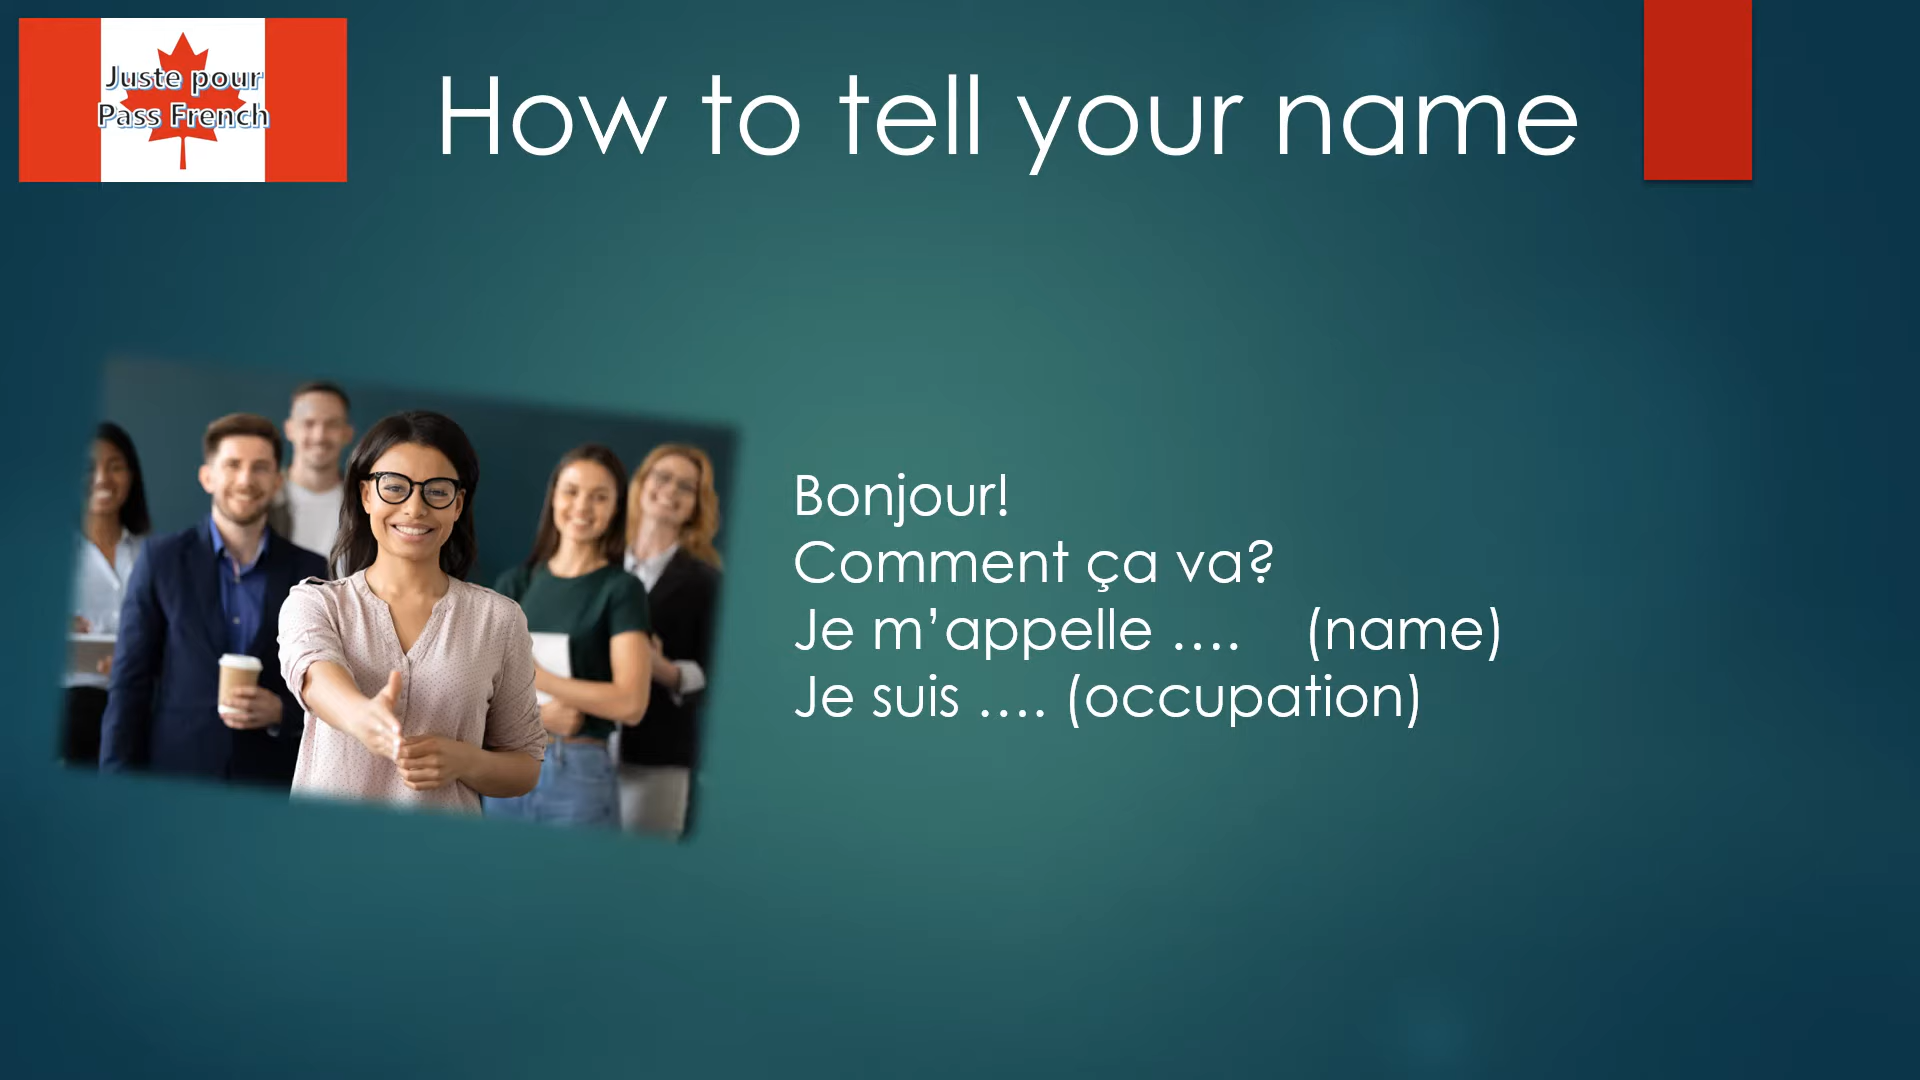 Juste pour
Pass French
How to tell your name
Bonjour!
Comment ça va?
Je m’appelle .... (name)
Je suis .... (occupation)